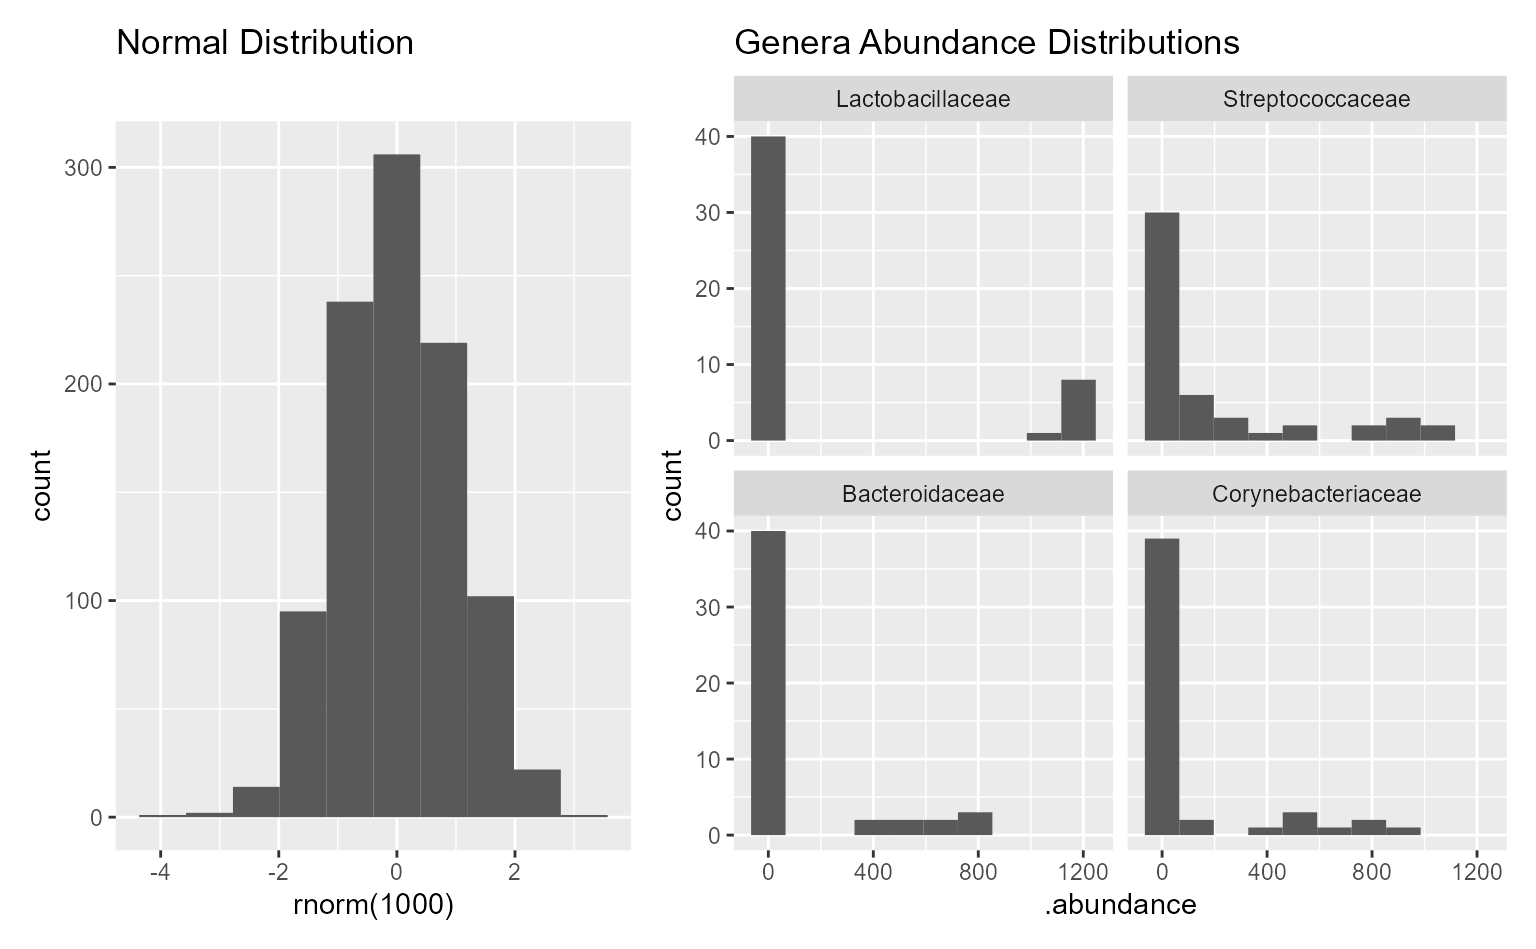 Normal Distribution
count
300
200
100
0
-4 -2 0 2
rnorm(1000)
Genera Abundance Distributions
count
Lactobacillaceae Streptococcaceae
40
30
20
10
0
Bacteroidaceae Corynebacteriaceae
40
30
20
10
0
0 400 800 1200 0 400 800 1200
.abundance